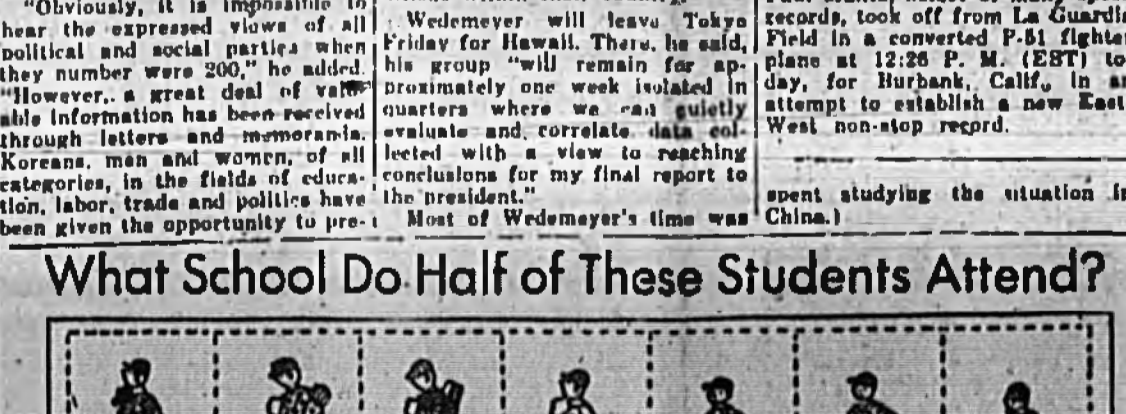 "Obviously, it is impossible to
hear the expressed views of all
political and social parties when
they number were 200," he added.
"However, a great deal of valu-
able information has been received
through letters and memoranda.
Koreans, men and women, of all
categories, in the fields of educa-
tion, labor, trade and politics have
been given the opportunity to pre-
Wedemeyer will leave Tokyo
Friday for Hawaii. There, he said,
his group "will remain for ap-
proximately one week isolated in
quarters where we can quietly
evaluate and correlate data col-
lected with a view to reaching
conclusions for my final report to
the president."
Most of Wedemeyer's time was
records, took off from La Guardia
Field in a converted P-51 fighter
plane at 12:26 P. M. (EST) to-
day, for Burbank, Calif., in an
attempt to establish a new East-
West non-stop record.
spent studying the situation in
China.)
What School Do Half of These Students Attend?